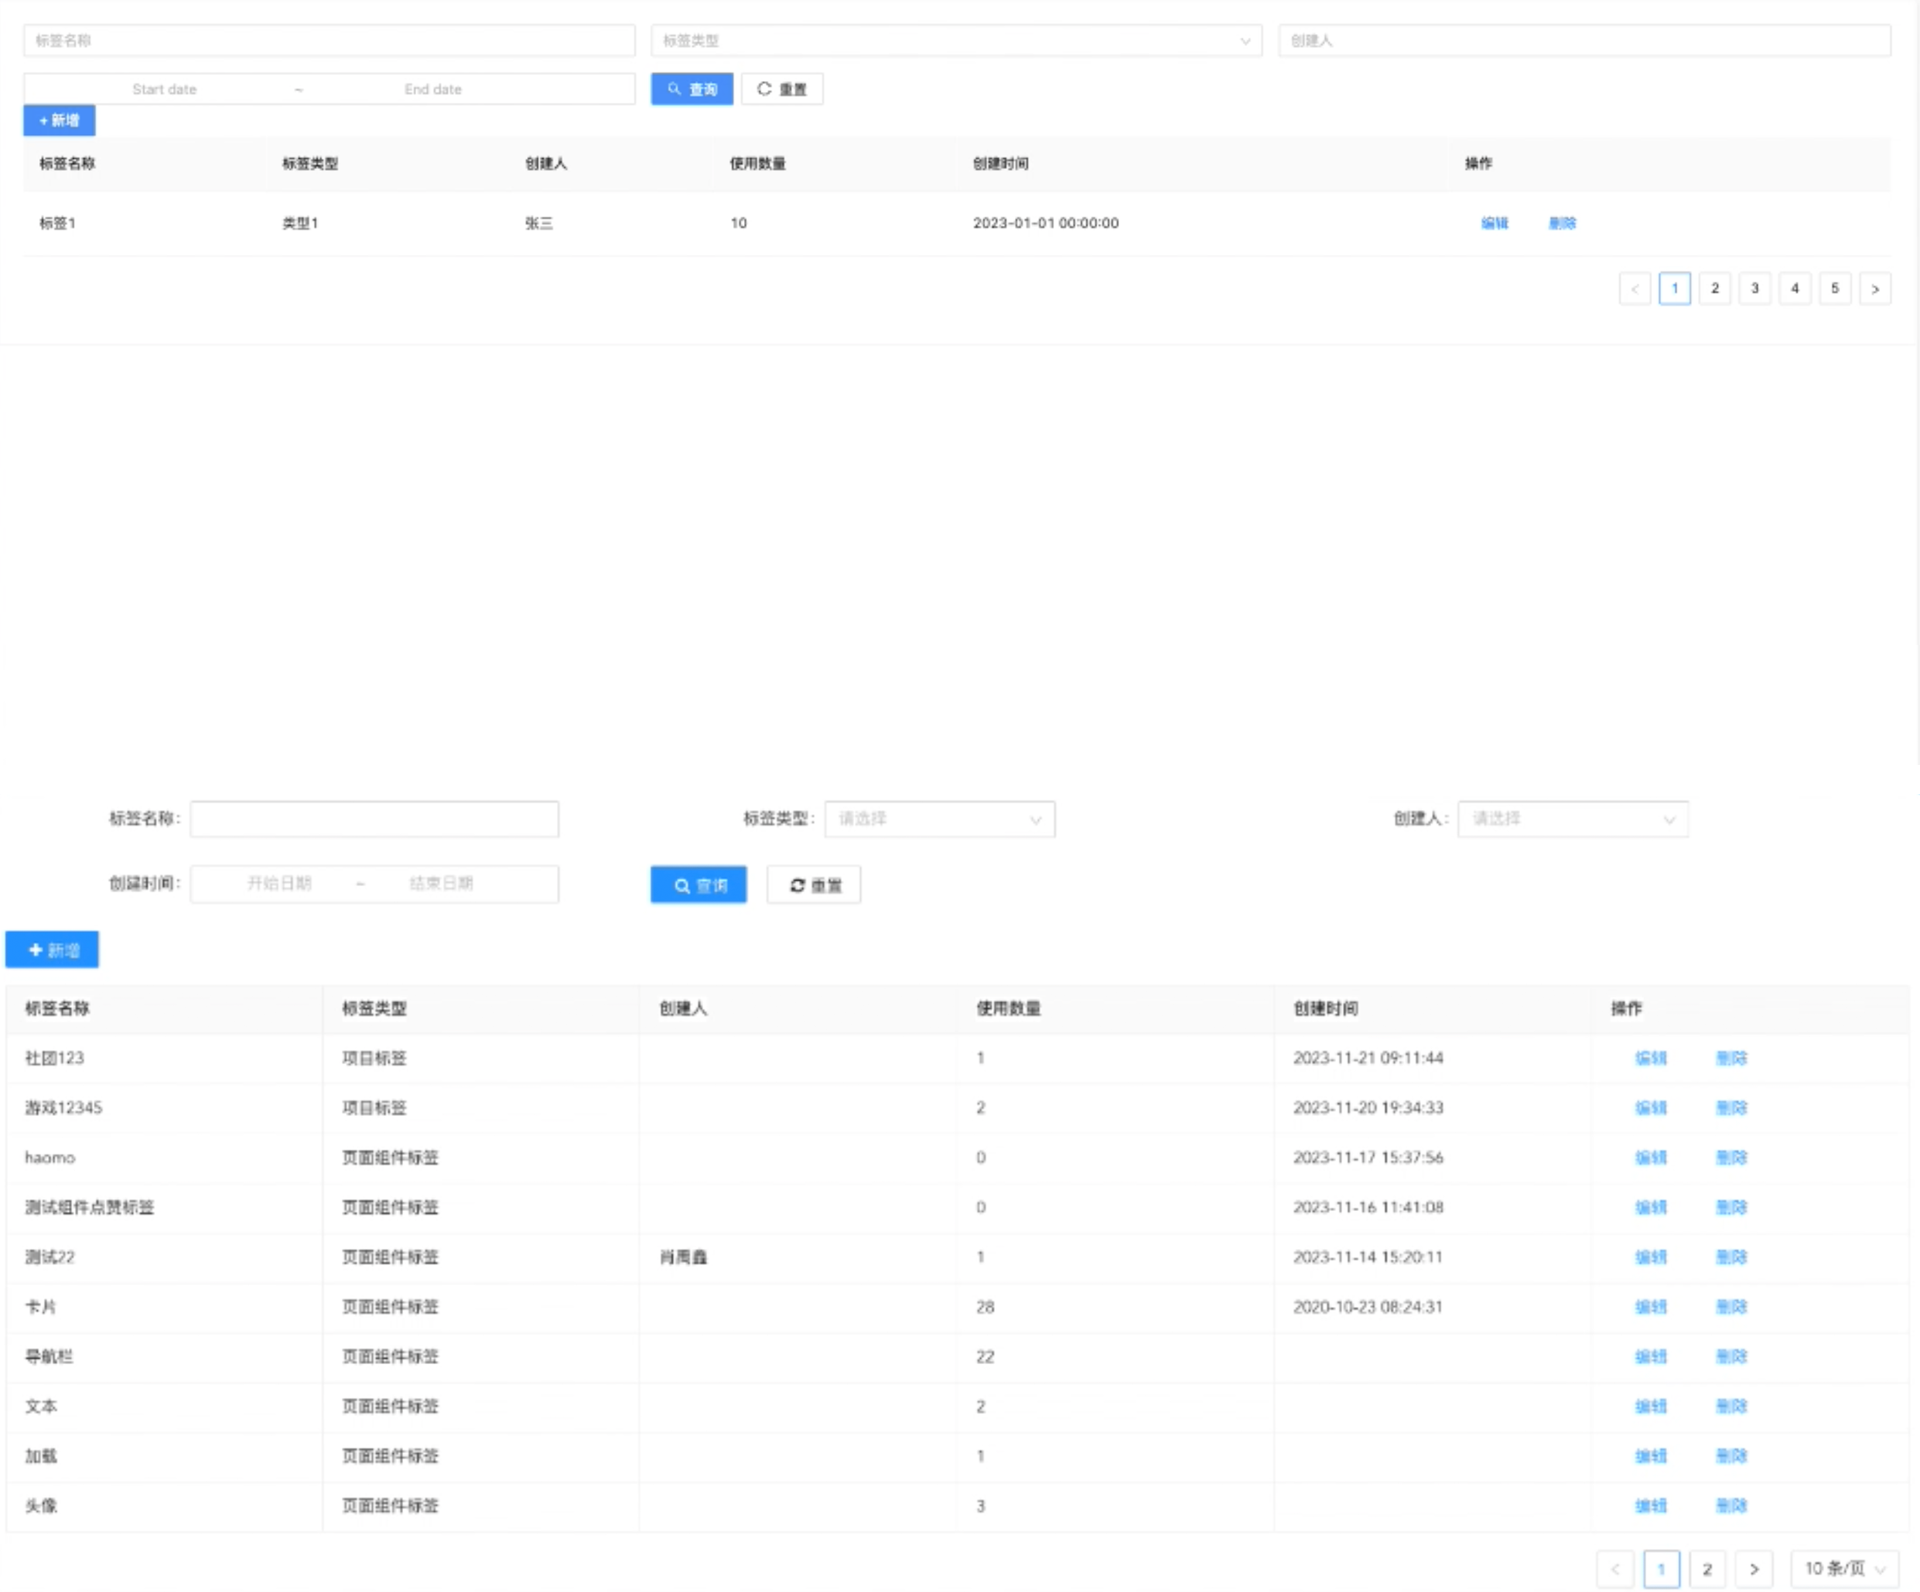 标签名称 标签类型 创建人
Start date ~ End date 查询 重置
+ 新增
标签名称 标签类型 创建人 使用数量 创建时间 操作
标签1 类型1 张三 10 2023-01-01 00:00:00 编辑 删除
< 1 2 3 4 5 >
标签名称: 标签类型: 请选择 创建人: 请选择
创建时间: 开始日期 ~ 结束日期 查询 重置
+ 新增
标签名称 标签类型 创建人 使用数量 创建时间 操作
社团123 项目标签 1 2023-11-21 09:11:44 编辑 删除
游戏12345 项目标签 2 2023-11-20 19:34:33 编辑 删除
haomo 页面组件标签 0 2023-11-17 15:37:56 编辑 删除
测试组件点赞标签 页面组件标签 0 2023-11-16 11:41:08 编辑 删除
测试22 页面组件标签 1 2023-11-14 15:20:11 编辑 删除
卡片 页面组件标签 28 2020-10-23 08:24:31 编辑 删除
导航栏 页面组件标签 22 编辑 删除
文本 页面组件标签 2 编辑 删除
加载 页面组件标签 1 编辑 删除
头像 页面组件标签 3 编辑 删除
< 1 2 > 10 条/页